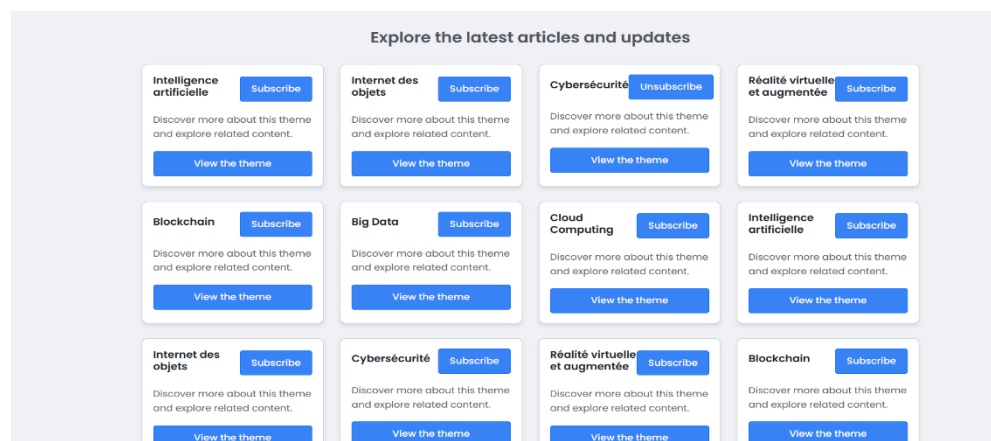 Explore the latest articles and updates
Intelligence
artificielle
Subscribe
Discover more about this theme
and explore related content.
View the theme
Internet des
objets
Subscribe
Discover more about this theme
and explore related content.
View the theme
Cybersécurité
Unsubscribe
Discover more about this theme
and explore related content.
View the theme
Réalité virtuelle
et augmentée
Subscribe
Discover more about this theme
and explore related content.
View the theme
Blockchain
Subscribe
Discover more about this theme
and explore related content.
View the theme
Big Data
Subscribe
Discover more about this theme
and explore related content.
View the theme
Cloud
Computing
Subscribe
Discover more about this theme
and explore related content.
View the theme
Intelligence
artificielle
Subscribe
Discover more about this theme
and explore related content.
View the theme
Internet des
objets
Subscribe
Discover more about this theme
and explore related content.
View the theme
Cybersécurité
Subscribe
Discover more about this theme
and explore related content.
View the theme
Réalité virtuelle
et augmentée
Subscribe
Discover more about this theme
and explore related content.
View the theme
Blockchain
Subscribe
Discover more about this theme
and explore related content.
View the theme